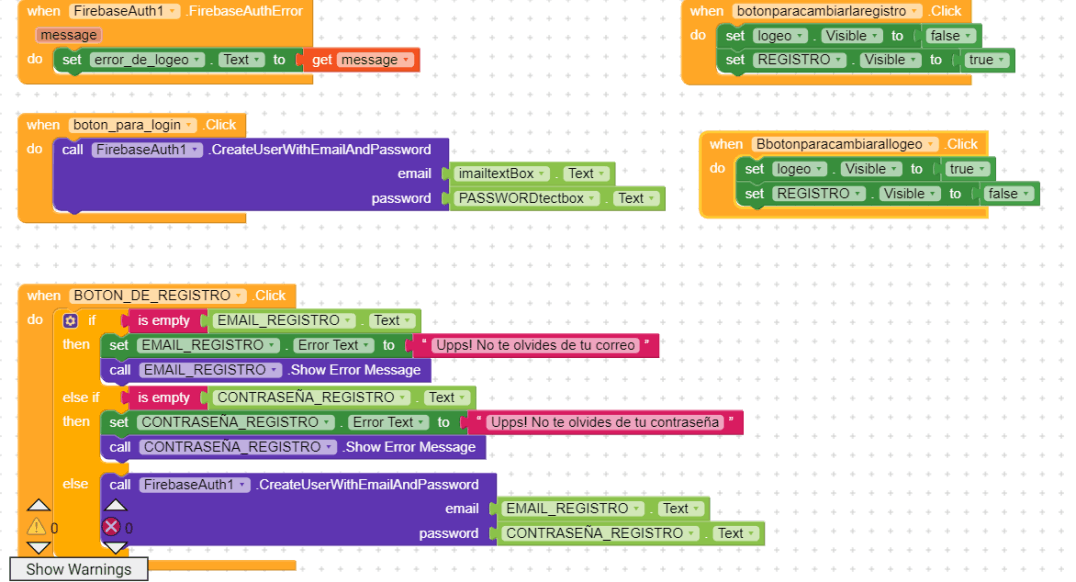 when FirebaseAuth1 .FirebaseAuthError
message
do set error_de_logeo . Text to get message
when botonparacambiarlaregistro .Click
do set logeo . Visible to false
set REGISTRO . Visible to true
when boton_para_login .Click
do call FirebaseAuth1 .CreateUserWithEmailAndPassword
email imailtextBox . Text
password PASSWORDtectbox . Text
when Bbotonparacambiarallogeo .Click
do set logeo . Visible to true
set REGISTRO . Visible to false
when BOTON_DE_REGISTRO .Click
do if is empty EMAIL_REGISTRO . Text
then set EMAIL_REGISTRO . Error Text to " Upps! No te olvides de tu correo "
call EMAIL_REGISTRO .Show Error Message
else if is empty CONTRASEÑA_REGISTRO . Text
then set CONTRASEÑA_REGISTRO . Error Text to " Upps! No te olvides de tu contraseña "
call CONTRASEÑA_REGISTRO .Show Error Message
else call FirebaseAuth1 .CreateUserWithEmailAndPassword
email EMAIL_REGISTRO . Text
password CONTRASEÑA_REGISTRO . Text
0 0
Show Warnings